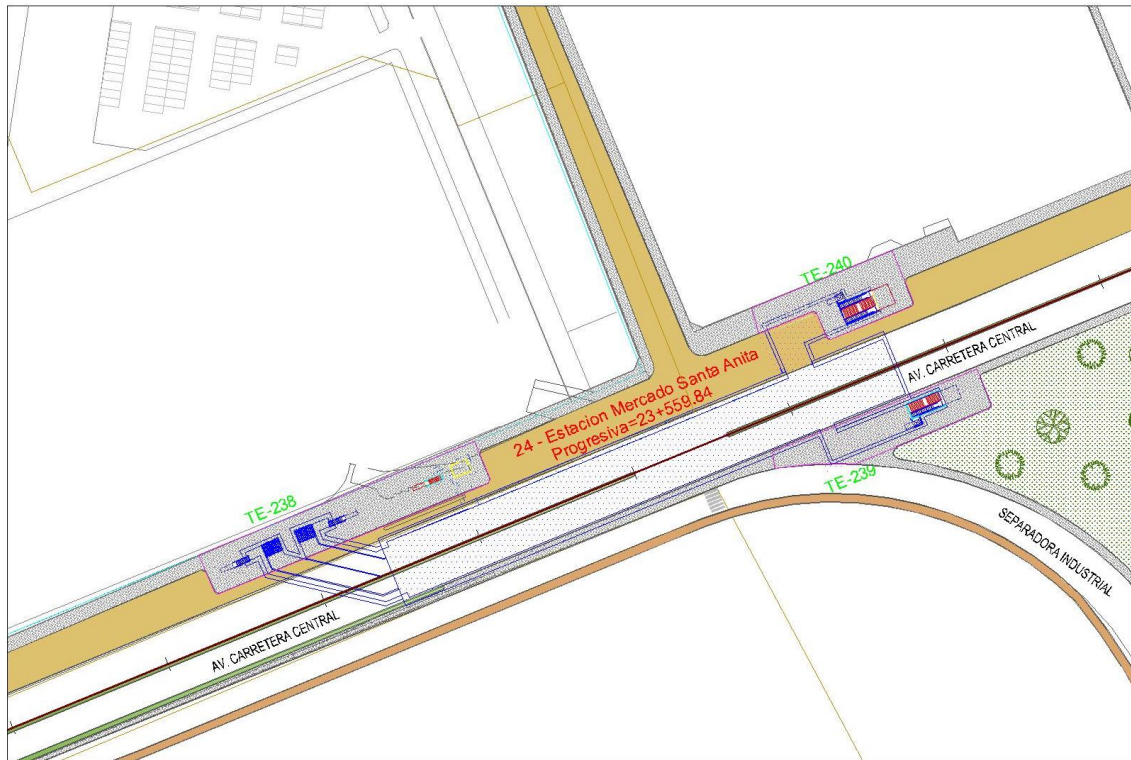 TE-240
AV. CARRETERA CENTRAL
24 - Estacion Mercado Santa Anita
Progresiva=23+559.84
TE-239
TE-238
SEPARADORA INDUSTRIAL
AV. CARRETERA CENTRAL